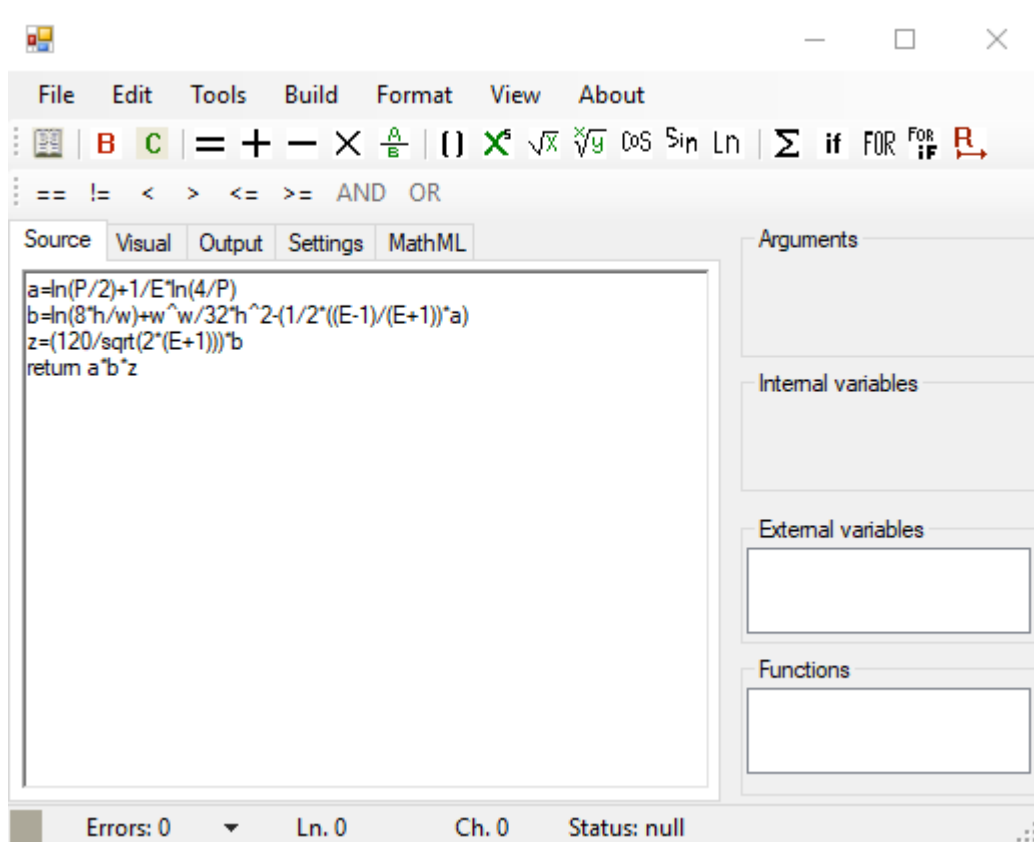 File Edit Tools Build Format View About
B C = + − × A/B () X⁵ √x ˣ√y COS Sin Ln Σ if FOR FOR iF R
== != < > <= >= AND OR
Source Visual Output Settings MathML
a=ln(P/2)+1/E*ln(4/P)
b=ln(8*h/w)+w^w/32*h^2-(1/2*((E-1)/(E+1))*a)
z=(120/sqrt(2*(E+1)))*b
return a*b*z
Arguments
Internal variables
External variables
Functions
Errors: 0 Ln. 0 Ch. 0 Status: null